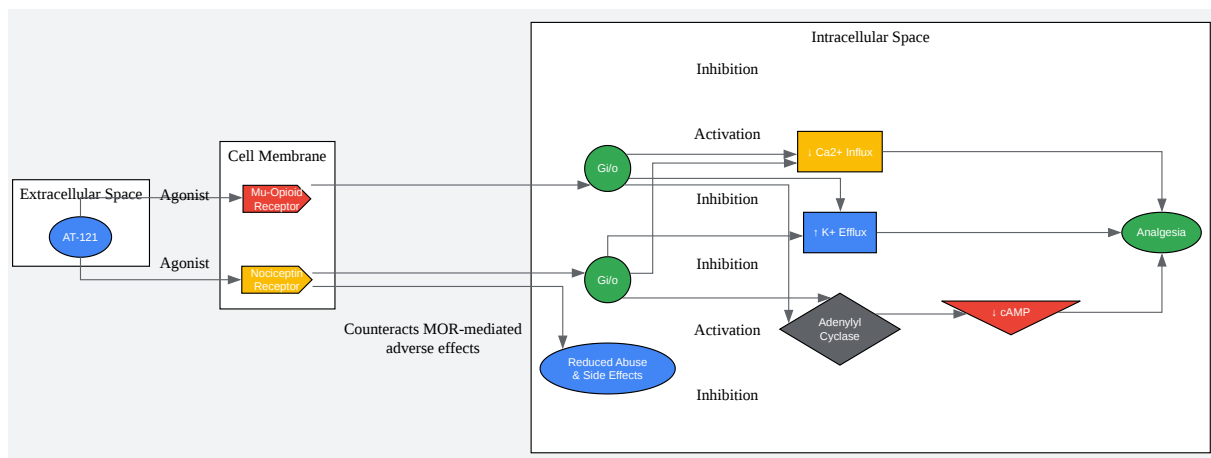 Intracellular Space
Inhibition
Activation
↓ Ca2+ Influx
Gi/o
Cell Membrane
Extracellular Space
Agonist
Mu-Opioid
Receptor
Inhibition
AT-121
↑ K+ Efflux
Analgesia
Agonist
Nociceptin
Receptor
Gi/o
Inhibition
↓ cAMP
Counteracts MOR-mediated
adverse effects
Activation
Adenylyl
Cyclase
Reduced Abuse
& Side Effects
Inhibition